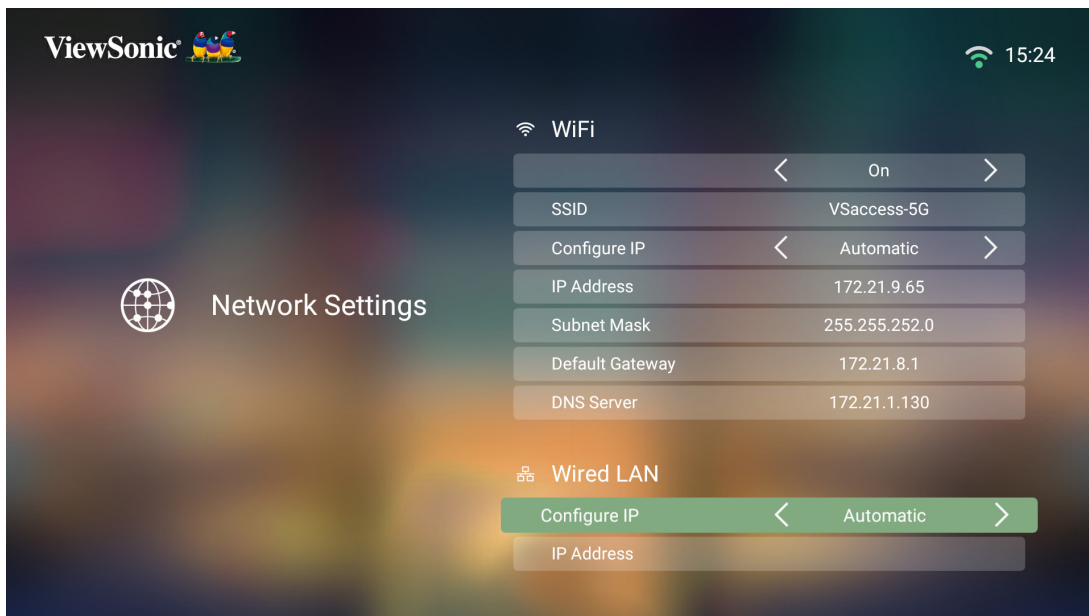 ViewSonic®
15:24
WiFi
On
SSID VSaccess-5G
Configure IP Automatic
IP Address 172.21.9.65
Network Settings
Subnet Mask 255.255.252.0
Default Gateway 172.21.8.1
DNS Server 172.21.1.130
Wired LAN
Configure IP Automatic
IP Address